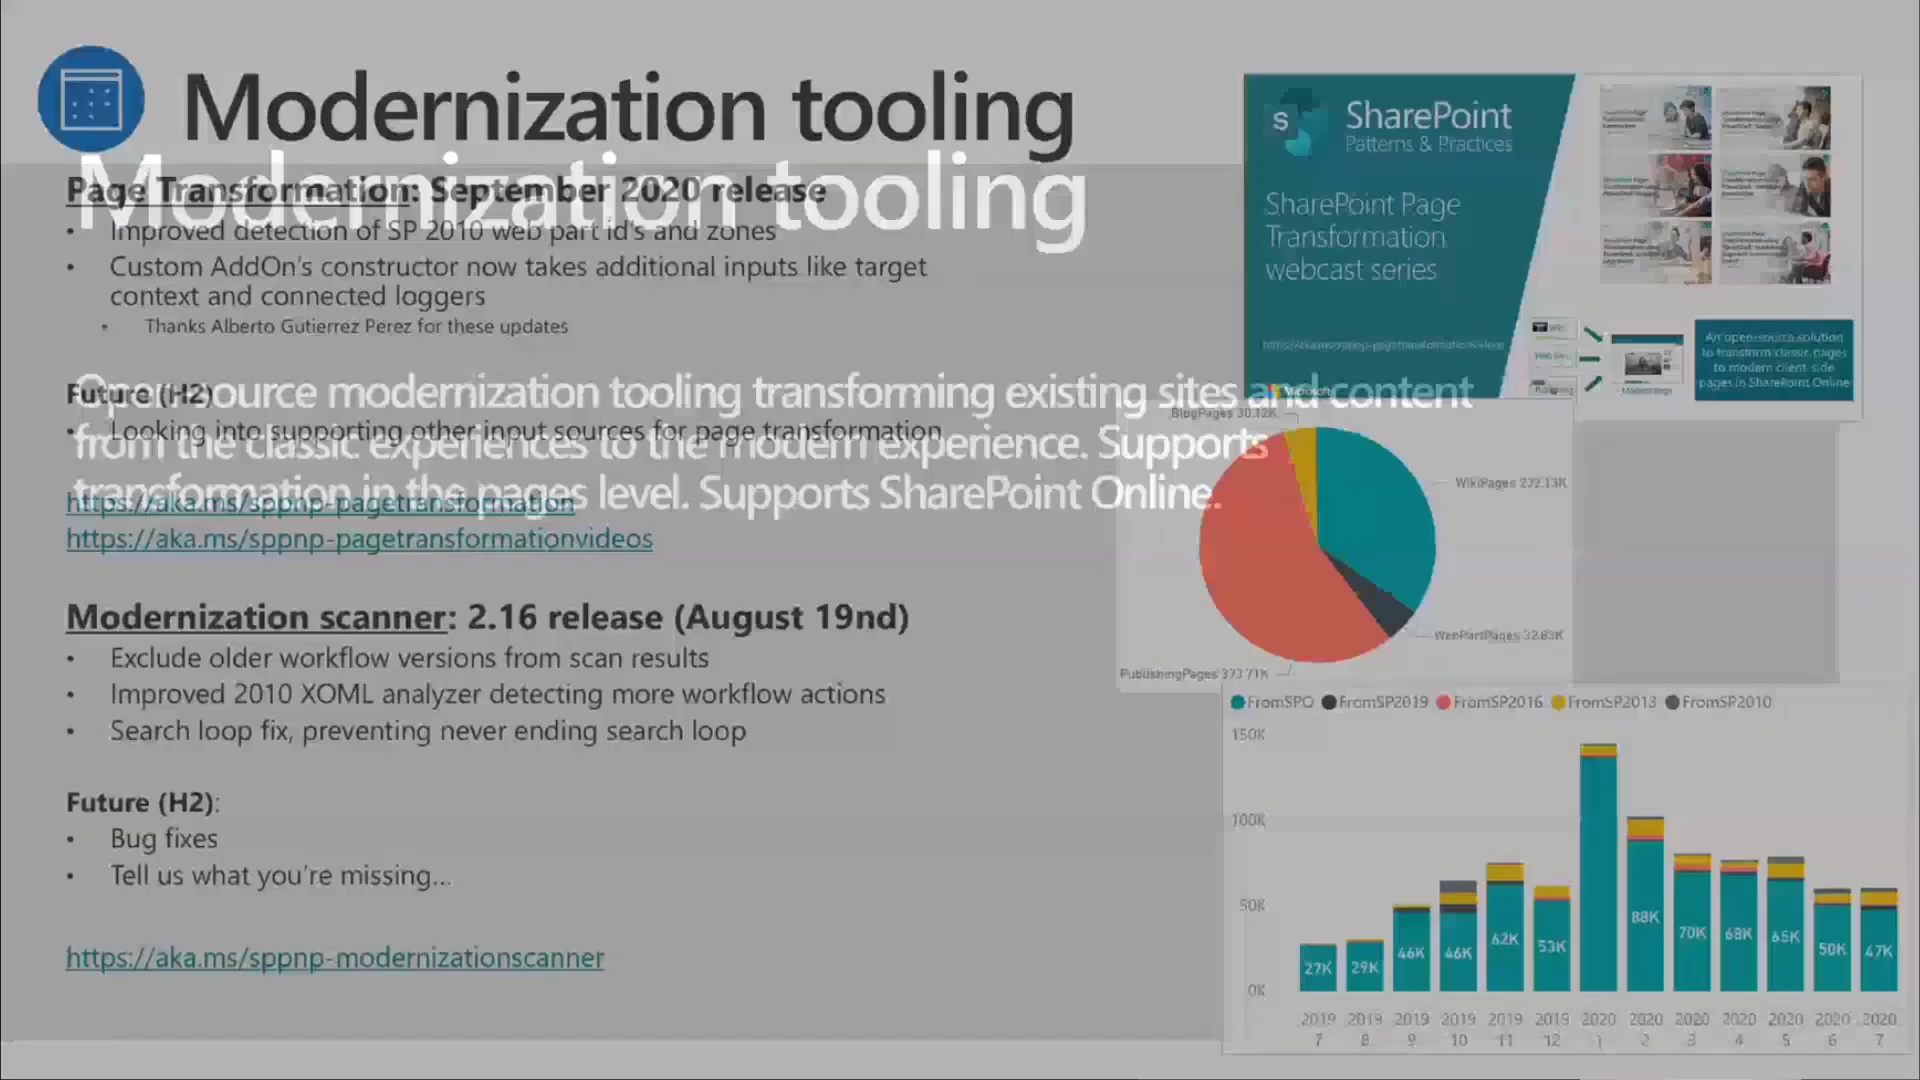 Modernization tooling
Modernization tooling
Page Transformation: September 2020 release
• Improved detection of SP 2010 web part id's and zones
• Custom AddOn's constructor now takes additional inputs like target
context and connected loggers
• Thanks Alberto Gutierrez Perez for these updates
Future (H2)
• Looking into supporting other input sources for page transformation
Open-source modernization tooling transforming existing sites and content
from the classic experiences to the modern experience. Supports
transformation in the pages level. Supports SharePoint Online.
https://aka.ms/sppnp-pagetransformation
https://aka.ms/sppnp-pagetransformationvideos
Modernization scanner: 2.16 release (August 19nd)
• Exclude older workflow versions from scan results
• Improved 2010 XOML analyzer detecting more workflow actions
• Search loop fix, preventing never ending search loop
Future (H2):
• Bug fixes
• Tell us what you're missing...
https://aka.ms/sppnp-modernizationscanner
S
SharePoint
Patterns & Practices
SharePoint Page
Transformation
webcast series
https://aka.ms/sppnp-pagetransformationvideos
Microsoft
An open-source solution
to transform classic pages
to modern client-side
pages in SharePoint Online
BlogPages 30.12K
WikiPages 232.13K
WebPartPages 32.83K
PublishingPages 373.71K
FromSPO FromSP2019 FromSP2016 FromSP2013 FromSP2010
150K
100K
50K
0K
27K 29K 46K 46K 62K 53K 88K 70K 68K 65K 50K 47K
2019 2019 2019 2019 2019 2019 2020 2020 2020 2020 2020 2020 2020
7 8 9 10 11 12 1 2 3 4 5 6 7